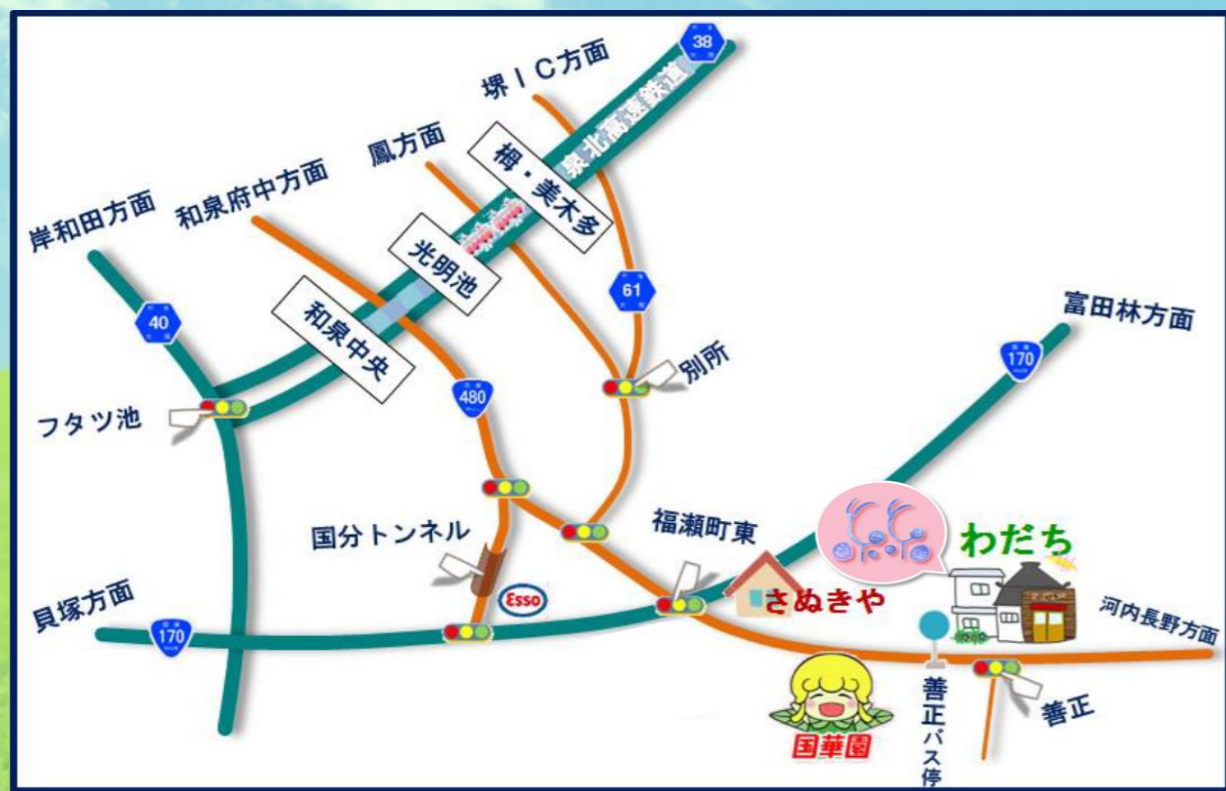 堺IC方面
38
泉北高速鉄道
鳳方面
栂・美木多
和泉府中方面
光明池
岸和田方面
和泉中央
40
61
富田林方面
170
480
別所
フタツ池
国分トンネル
福瀬町東
わだち
Esso
さぬきや
貝塚方面
170
河内長野方面
国華園
善正バス停
善正